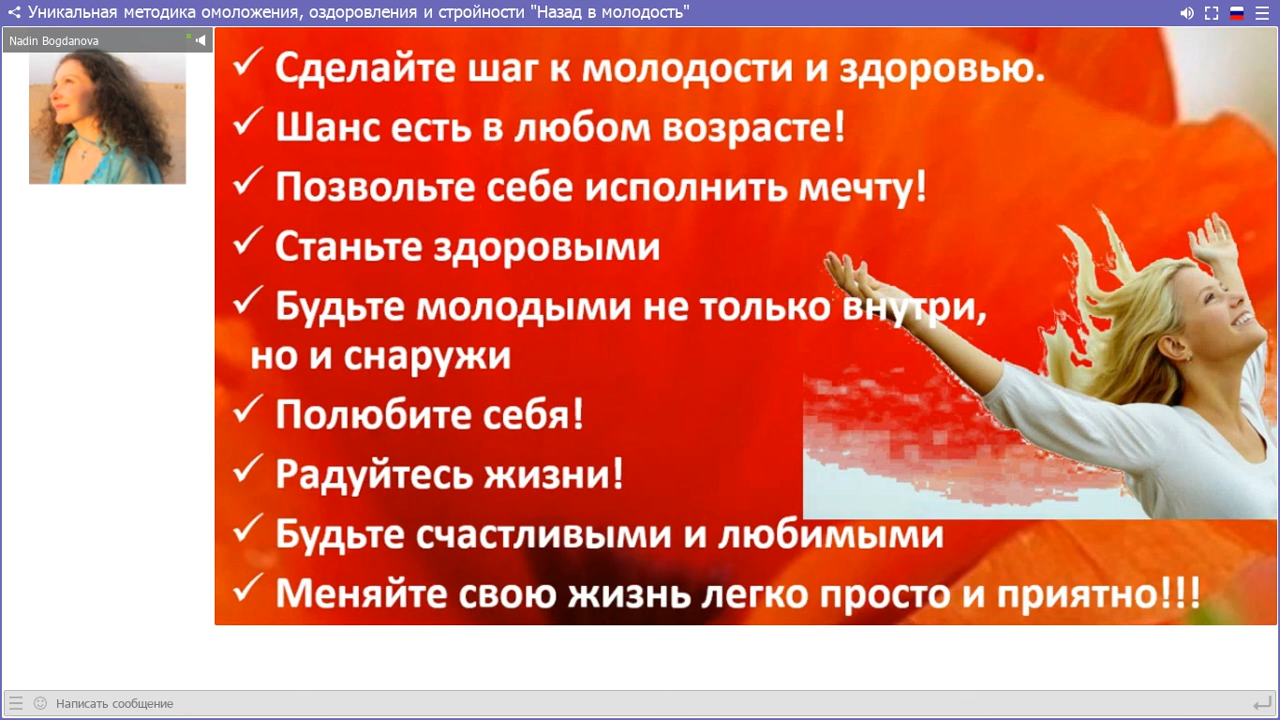 Уникальная методика омоложения, оздоровления и стройности "Назад в молодость"
Nadin Bogdanova
✓ Сделайте шаг к молодости и здоровью.
✓ Шанс есть в любом возрасте!
✓ Позвольте себе исполнить мечту!
✓ Станьте здоровыми
✓ Будьте молодыми не только внутри,
но и снаружи
✓ Полюбите себя!
✓ Радуйтесь жизни!
✓ Будьте счастливыми и любимыми
✓ Меняйте свою жизнь легко просто и приятно!!!
Написать сообщение